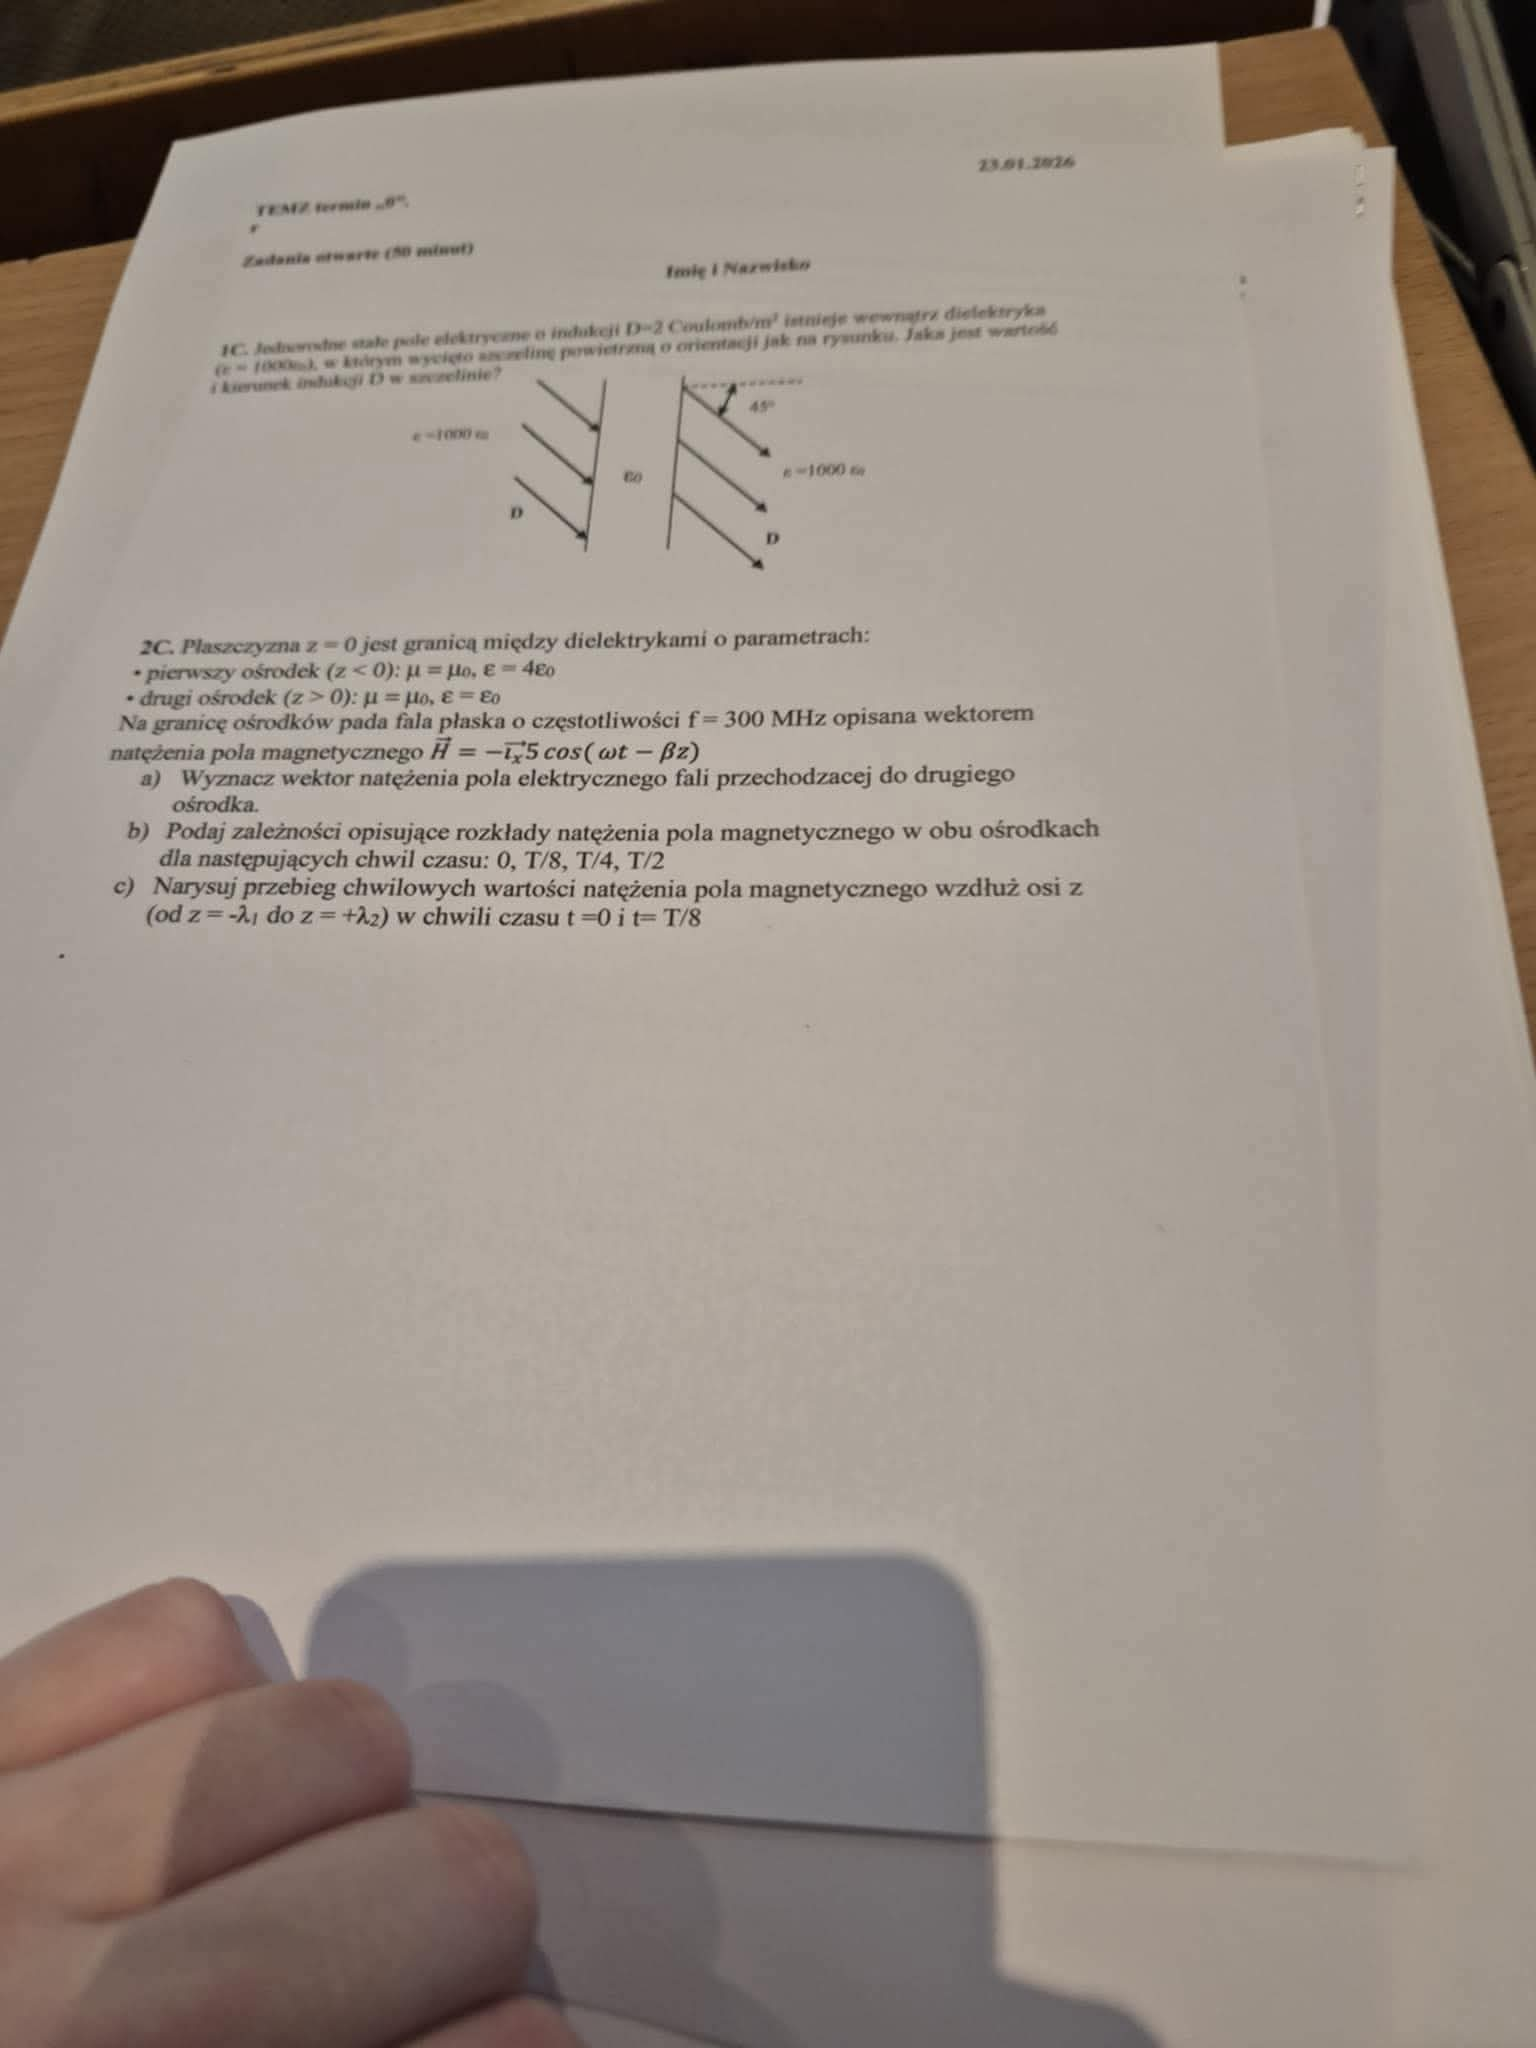 23.01.2026
TEMZ termin „0”.
r
Zadania otwarte (50 minut)
Imię i Nazwisko
1C. Jednorodne stałe pole elektryczne o indukcji D=2 Coulomb/m² istnieje wewnątrz dielektryka
(ε = 1000ε₀), w którym wycięto szczelinę powietrzną o orientacji jak na rysunku. Jaka jest wartość
i kierunek indukcji D w szczelinie?
45°
ε =1000 ε₀
ε₀
ε =1000 ε₀
D
D
2C. Płaszczyzna z = 0 jest granicą między dielektrykami o parametrach:
• pierwszy ośrodek (z < 0): μ = μ₀, ε = 4ε₀
• drugi ośrodek (z > 0): μ = μ₀, ε = ε₀
Na granicę ośrodków pada fala płaska o częstotliwości f = 300 MHz opisana wektorem
natężenia pola magnetycznego H⃗ = −i⃗ₓ5 cos( ωt − βz)
a) Wyznacz wektor natężenia pola elektrycznego fali przechodzacej do drugiego
ośrodka.
b) Podaj zależności opisujące rozkłady natężenia pola magnetycznego w obu ośrodkach
dla następujących chwil czasu: 0, T/8, T/4, T/2
c) Narysuj przebieg chwilowych wartości natężenia pola magnetycznego wzdłuż osi z
(od z = -λ₁ do z = +λ₂) w chwili czasu t =0 i t= T/8